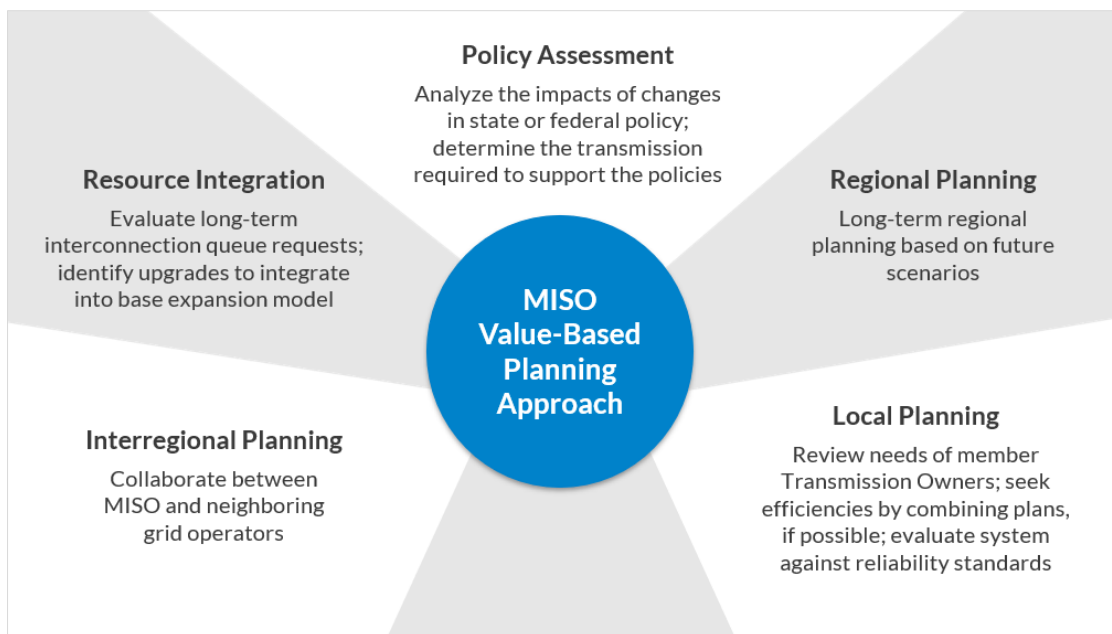 Policy Assessment
Analyze the impacts of changes
in state or federal policy;
determine the transmission
required to support the policies
Resource Integration
Evaluate long-term
interconnection queue requests;
identify upgrades to integrate
into base expansion model
Regional Planning
Long-term regional
planning based on future
scenarios
MISO
Value-Based
Planning
Approach
Interregional Planning
Collaborate between
MISO and neighboring
grid operators
Local Planning
Review needs of member
Transmission Owners; seek
efficiencies by combining plans,
if possible; evaluate system
against reliability standards